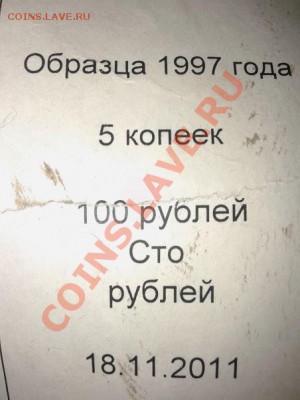 COINS.LAVE.RU
Образца 1997 года
5 копеек
100 рублей
Сто
рублей
18.11.2011
COINS.LAVE.RU